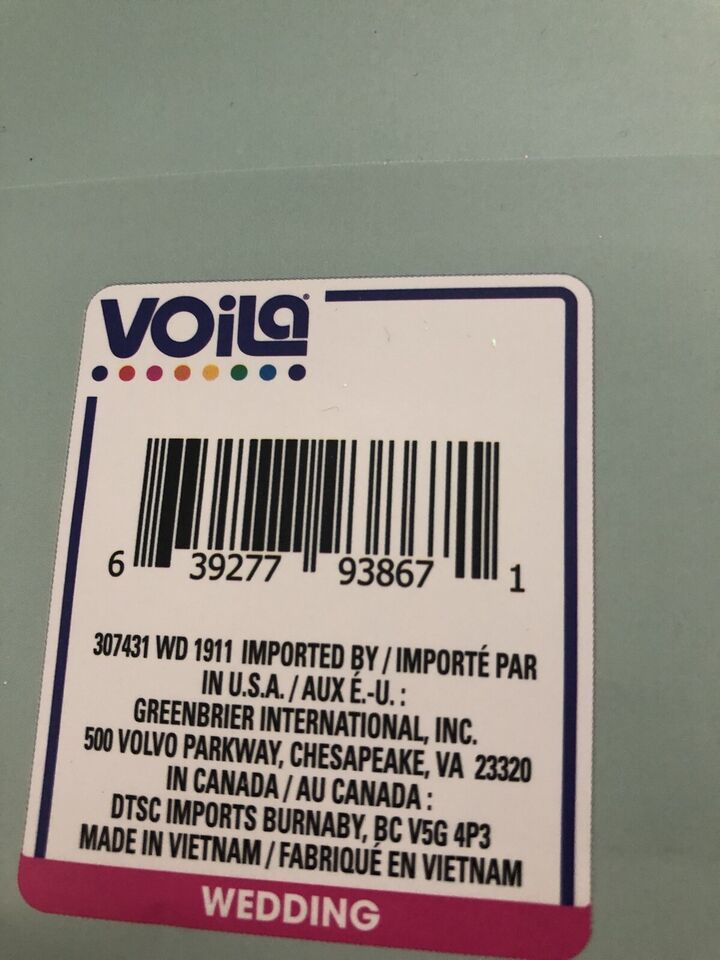 VOiLa®
6 39277 93867 1
307431 WD 1911 IMPORTED BY / IMPORTÉ PAR
IN U.S.A. / AUX É.-U. :
GREENBRIER INTERNATIONAL, INC.
500 VOLVO PARKWAY, CHESAPEAKE, VA 23320
IN CANADA / AU CANADA :
DTSC IMPORTS BURNABY, BC V5G 4P3
MADE IN VIETNAM / FABRIQUÉ EN VIETNAM
WEDDING